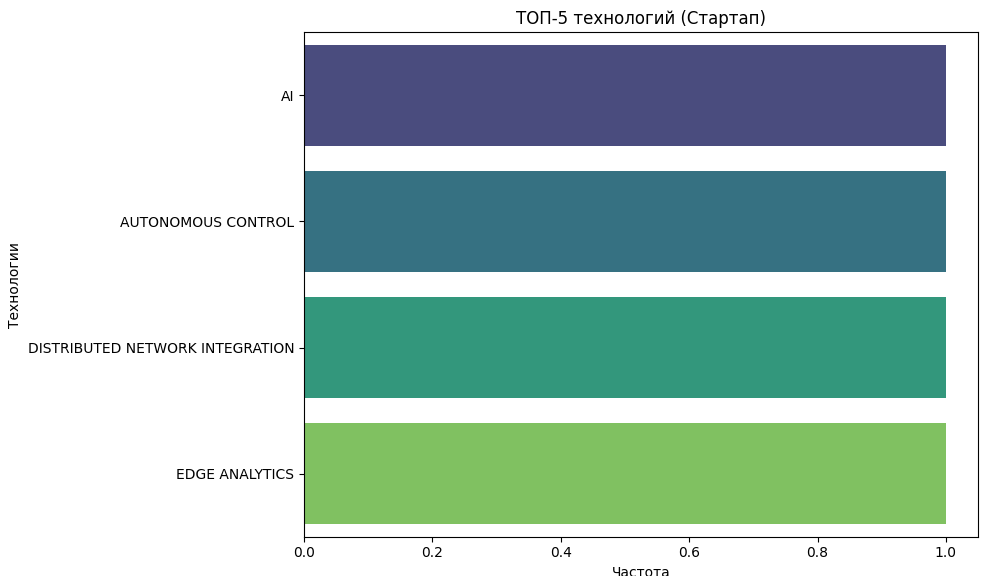 ТОП-5 технологий (Стартап)
Технологии
AI
AUTONOMOUS CONTROL
DISTRIBUTED NETWORK INTEGRATION
EDGE ANALYTICS
0.0 0.2 0.4 0.6 0.8 1.0
Частота